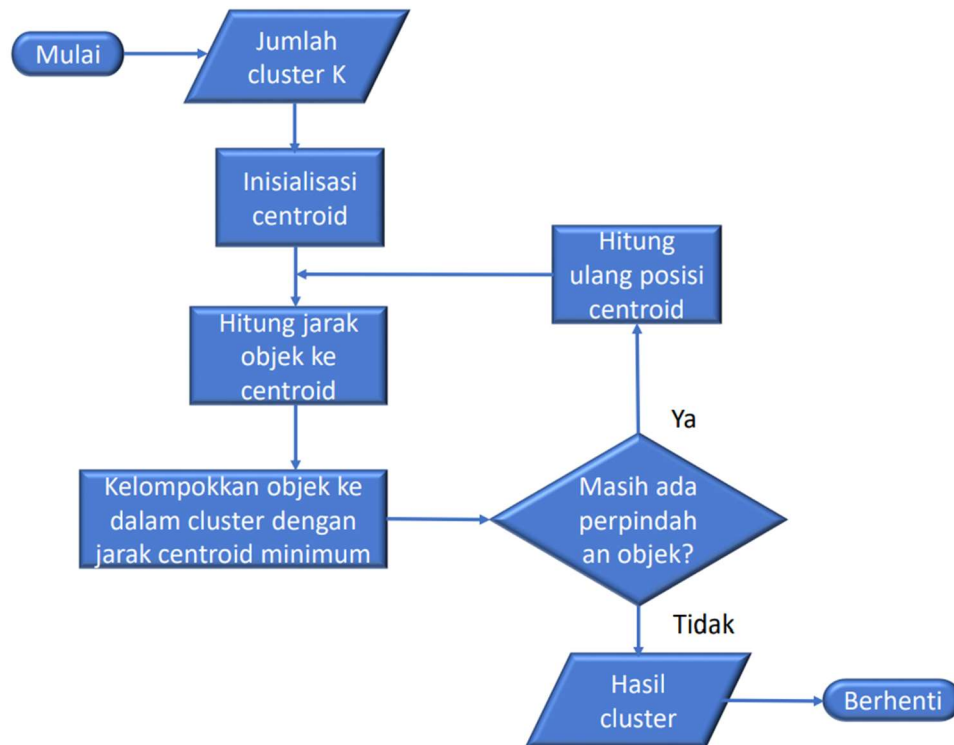 Mulai
Jumlah
cluster K
Inisialisasi
centroid
Hitung
ulang posisi
centroid
Hitung jarak
objek ke
centroid
Ya
Kelompokkan objek ke
dalam cluster dengan
jarak centroid minimum
Masih ada
perpindah
an objek?
Tidak
Hasil
cluster
Berhenti